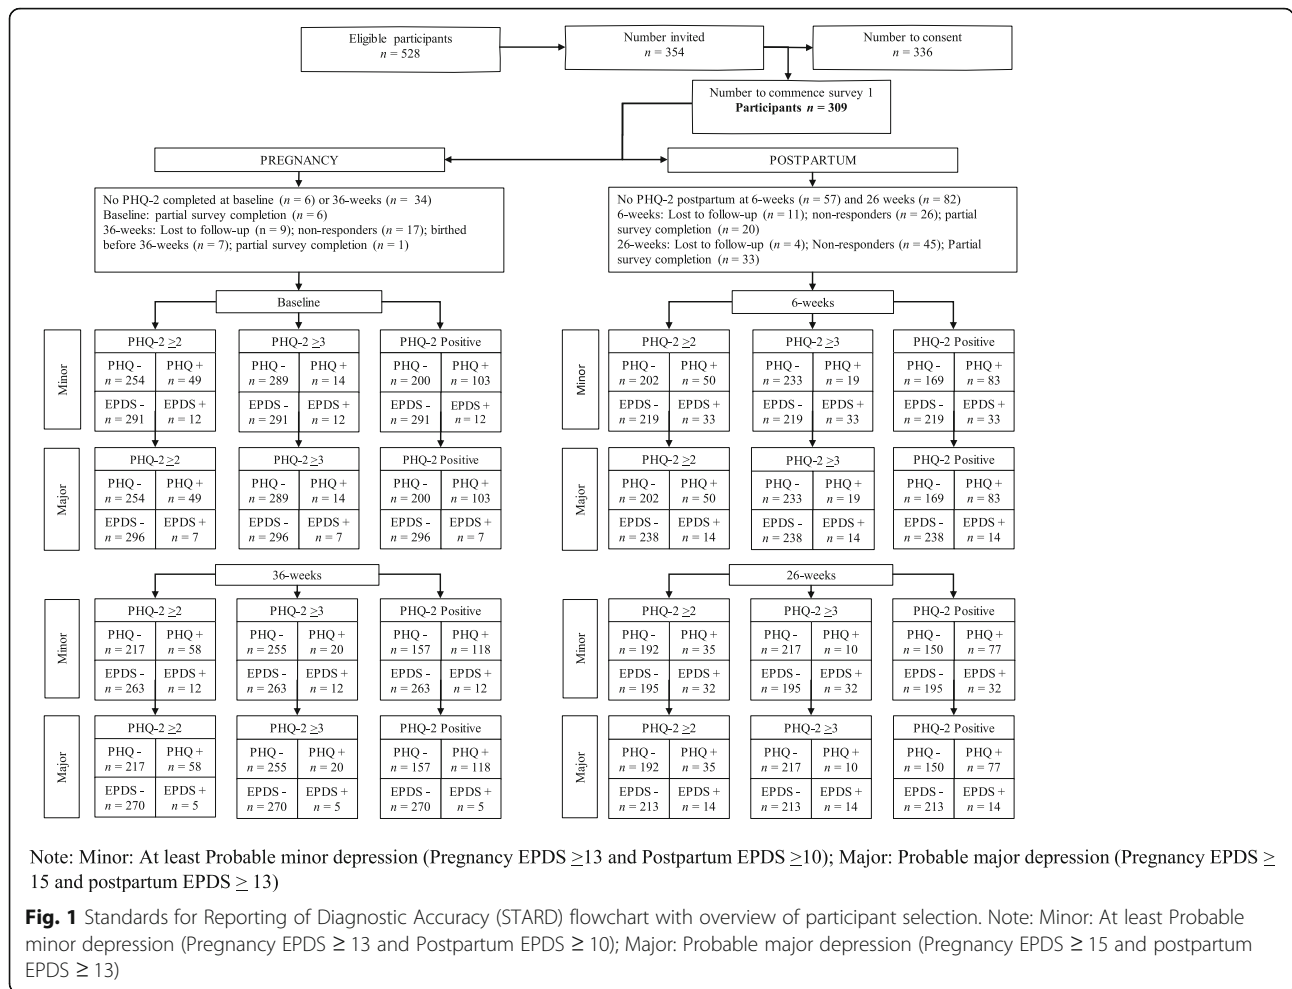 Eligible participants
n = 528
Number invited
n = 354
Number to consent
n = 336
Number to commence survey 1
Participants n = 309
PREGNANCY
POSTPARTUM
No PHQ-2 completed at baseline (n = 6) or 36-weeks (n = 34)
Baseline: partial survey completion (n = 6)
36-weeks: Lost to follow-up (n = 9); non-responders (n = 17); birthed
before 36-weeks (n = 7); partial survey completion (n = 1)
No PHQ-2 postpartum at 6-weeks (n = 57) and 26 weeks (n = 82)
6-weeks: Lost to follow-up (n = 11); non-responders (n = 26); partial
survey completion (n = 20)
26-weeks: Lost to follow-up (n = 4); Non-responders (n = 45); Partial
survey completion (n = 33)
Baseline
Minor
PHQ-2 ≥2
PHQ - PHQ +
n = 254 n = 49
EPDS - EPDS +
n = 291 n = 12
PHQ-2 ≥3
PHQ - PHQ +
n = 289 n = 14
EPDS - EPDS +
n = 291 n = 12
PHQ-2 Positive
PHQ - PHQ +
n = 200 n = 103
EPDS - EPDS +
n = 291 n = 12
Major
PHQ-2 ≥2
PHQ - PHQ +
n = 254 n = 49
EPDS - EPDS +
n = 296 n = 7
PHQ-2 ≥3
PHQ - PHQ +
n = 289 n = 14
EPDS - EPDS +
n = 296 n = 7
PHQ-2 Positive
PHQ - PHQ +
n = 200 n = 103
EPDS - EPDS +
n = 296 n = 7
6-weeks
Minor
PHQ-2 ≥2
PHQ - PHQ +
n = 202 n = 50
EPDS - EPDS +
n = 219 n = 33
PHQ-2 ≥3
PHQ - PHQ +
n = 233 n = 19
EPDS - EPDS +
n = 219 n = 33
PHQ-2 Positive
PHQ - PHQ +
n = 169 n = 83
EPDS - EPDS +
n = 219 n = 33
Major
PHQ-2 ≥2
PHQ - PHQ +
n = 202 n = 50
EPDS - EPDS +
n = 238 n = 14
PHQ-2 ≥3
PHQ - PHQ +
n = 233 n = 19
EPDS - EPDS +
n = 238 n = 14
PHQ-2 Positive
PHQ - PHQ +
n = 169 n = 83
EPDS - EPDS +
n = 238 n = 14
36-weeks
Minor
PHQ-2 ≥2
PHQ - PHQ +
n = 217 n = 58
EPDS - EPDS +
n = 263 n = 12
PHQ-2 ≥3
PHQ - PHQ +
n = 255 n = 20
EPDS - EPDS +
n = 263 n = 12
PHQ-2 Positive
PHQ - PHQ +
n = 157 n = 118
EPDS - EPDS +
n = 263 n = 12
Major
PHQ-2 ≥2
PHQ - PHQ +
n = 217 n = 58
EPDS - EPDS +
n = 270 n = 5
PHQ-2 ≥3
PHQ - PHQ +
n = 255 n = 20
EPDS - EPDS +
n = 270 n = 5
PHQ-2 Positive
PHQ - PHQ +
n = 157 n = 118
EPDS - EPDS +
n = 270 n = 5
26-weeks
Minor
PHQ-2 ≥2
PHQ - PHQ +
n = 192 n = 35
EPDS - EPDS +
n = 195 n = 32
PHQ-2 ≥3
PHQ - PHQ +
n = 217 n = 10
EPDS - EPDS +
n = 195 n = 32
PHQ-2 Positive
PHQ - PHQ +
n = 150 n = 77
EPDS - EPDS +
n = 195 n = 32
Major
PHQ-2 ≥2
PHQ - PHQ +
n = 192 n = 35
EPDS - EPDS +
n = 213 n = 14
PHQ-2 ≥3
PHQ - PHQ +
n = 217 n = 10
EPDS - EPDS +
n = 213 n = 14
PHQ-2 Positive
PHQ - PHQ +
n = 150 n = 77
EPDS - EPDS +
n = 213 n = 14
Note: Minor: At least Probable minor depression (Pregnancy EPDS ≥13 and Postpartum EPDS ≥10); Major: Probable major depression (Pregnancy EPDS ≥
15 and postpartum EPDS ≥ 13)
Fig. 1 Standards for Reporting of Diagnostic Accuracy (STARD) flowchart with overview of participant selection. Note: Minor: At least Probable
minor depression (Pregnancy EPDS ≥ 13 and Postpartum EPDS ≥ 10); Major: Probable major depression (Pregnancy EPDS ≥ 15 and postpartum
EPDS ≥ 13)